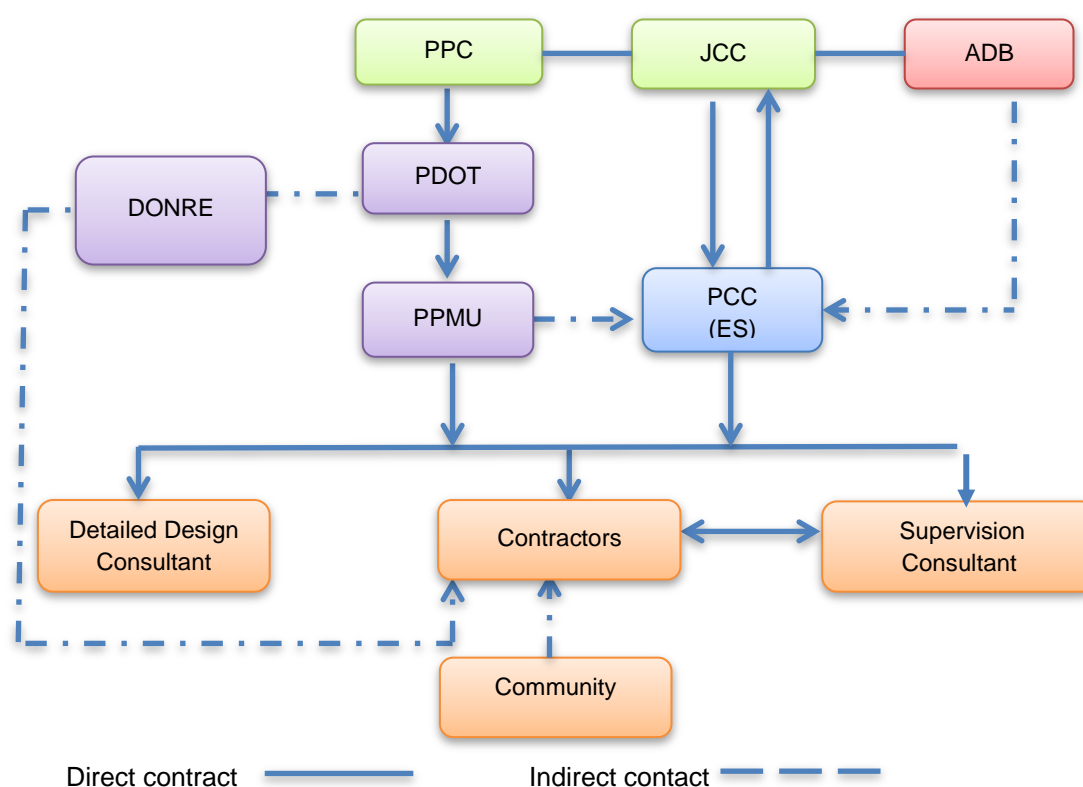 PPC
JCC
ADB
DONRE
PDOT
PPMU
PCC
(ES)
Detailed Design
Consultant
Contractors
Supervision
Consultant
Community
Direct contract
Indirect contact